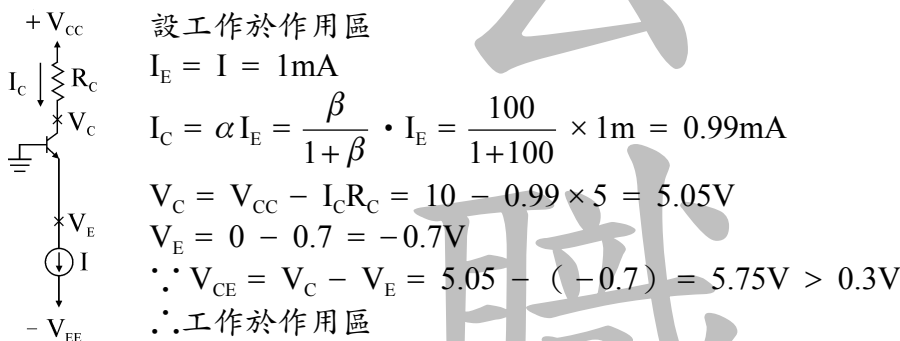 + V_CC
I_C
R_C
V_C
V_E
I
− V_EE
設工作於作用區
I_E = I = 1mA
I_C = αI_E = β/(1+β) • I_E = 100/(1+100) × 1m = 0.99mA
V_C = V_CC − I_CR_C = 10 − 0.99 × 5 = 5.05V
V_E = 0 − 0.7 = −0.7V
∵ V_CE = V_C − V_E = 5.05 − （−0.7）= 5.75V > 0.3V
∴工作於作用區
職